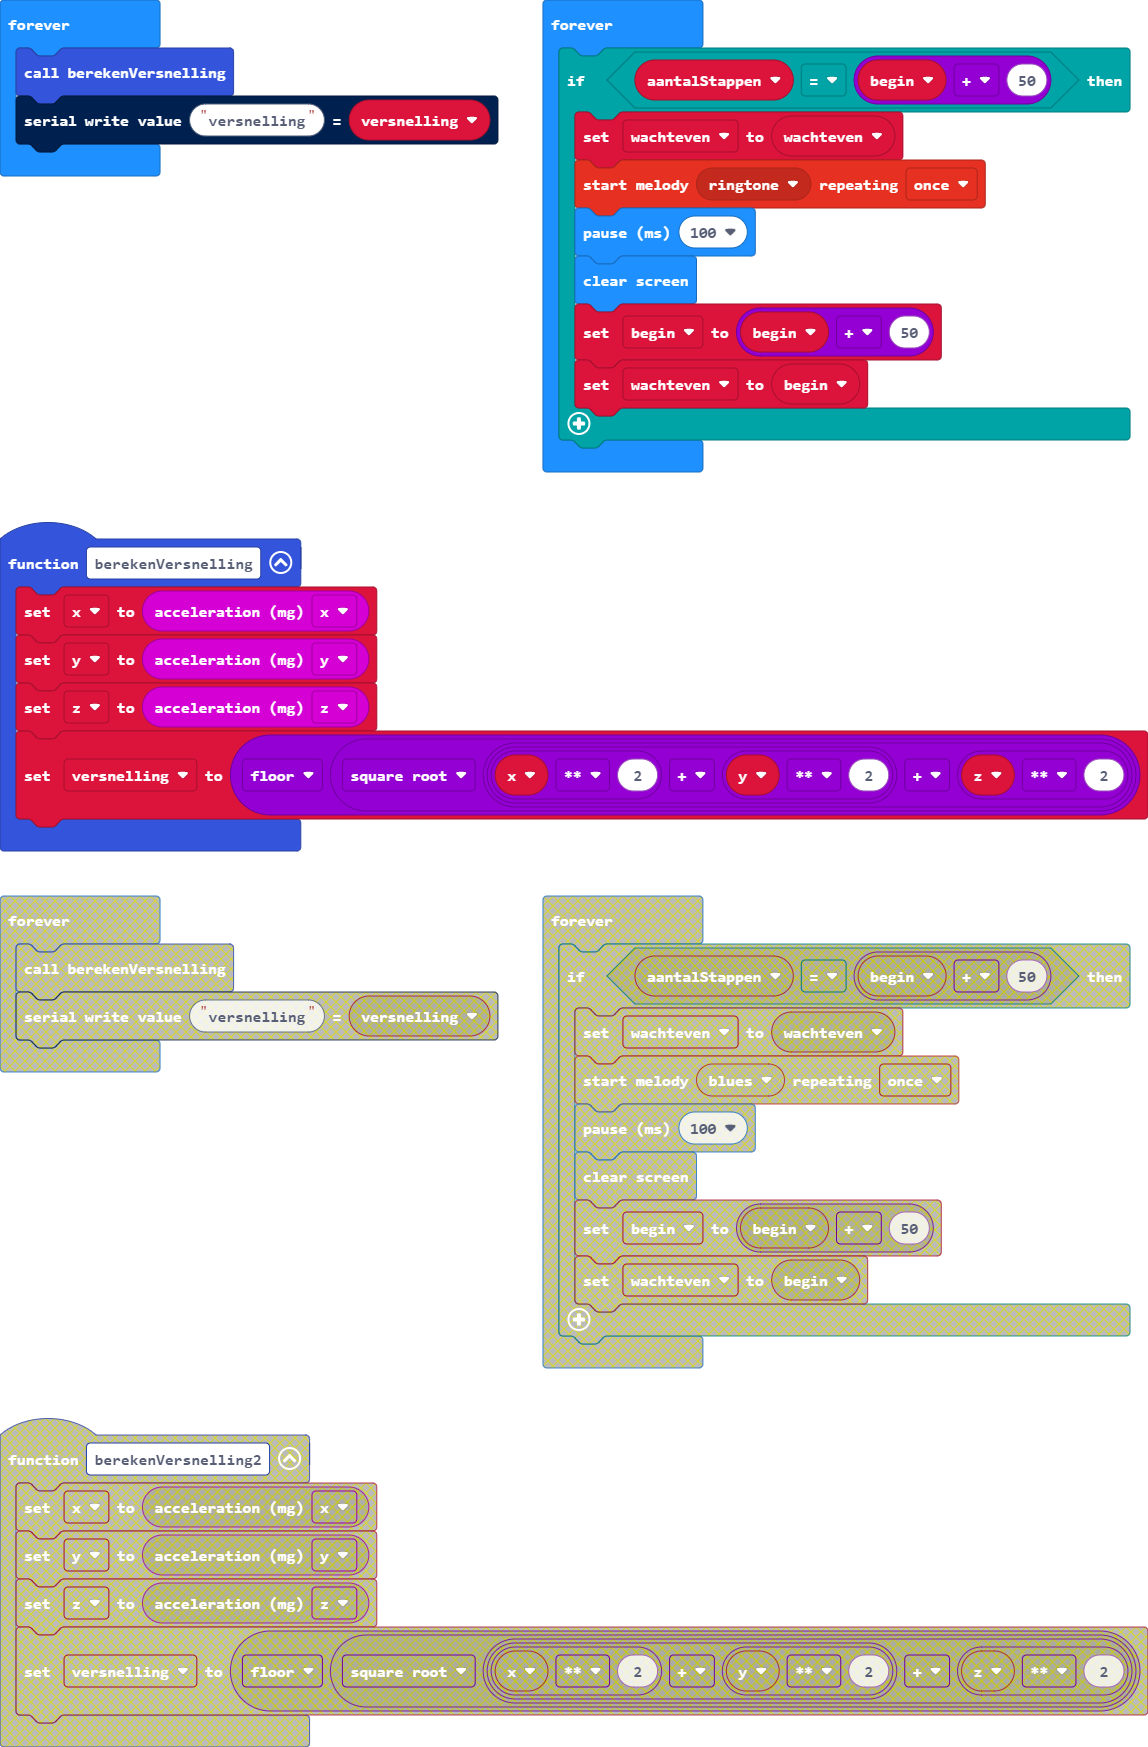 forever
call berekenVersnelling
serial write value "versnelling" = versnelling
forever
if aantalStappen = begin + 50 then
set wachteven to wachteven
start melody ringtone repeating once
pause (ms) 100
clear screen
set begin to begin + 50
set wachteven to begin
function berekenVersnelling
set x to acceleration (mg) x
set y to acceleration (mg) y
set z to acceleration (mg) z
set versnelling to floor square root x ** 2 + y ** 2 + z ** 2
forever
call berekenVersnelling
serial write value "versnelling" = versnelling
forever
if aantalStappen = begin + 50 then
set wachteven to wachteven
start melody blues repeating once
pause (ms) 100
clear screen
set begin to begin + 50
set wachteven to begin
function berekenVersnelling2
set x to acceleration (mg) x
set y to acceleration (mg) y
set z to acceleration (mg) z
set versnelling to floor square root x ** 2 + y ** 2 + z ** 2